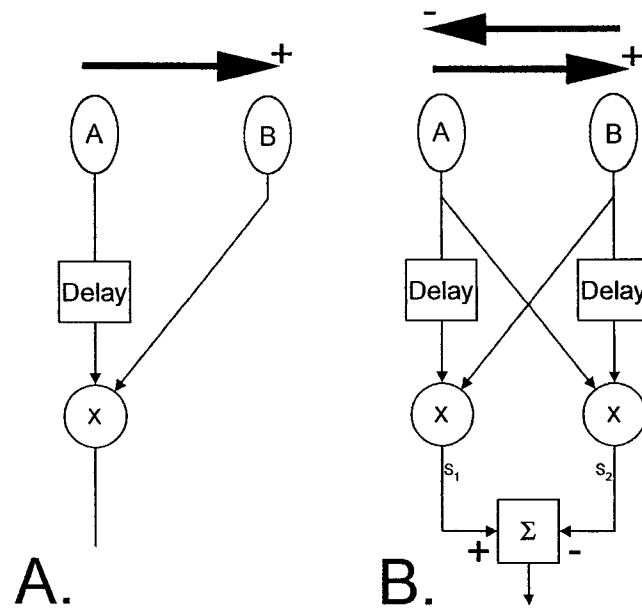 -
+ +
A B A B
Delay Delay Delay
X X X
S1 S2
Σ
+ -
A. B.